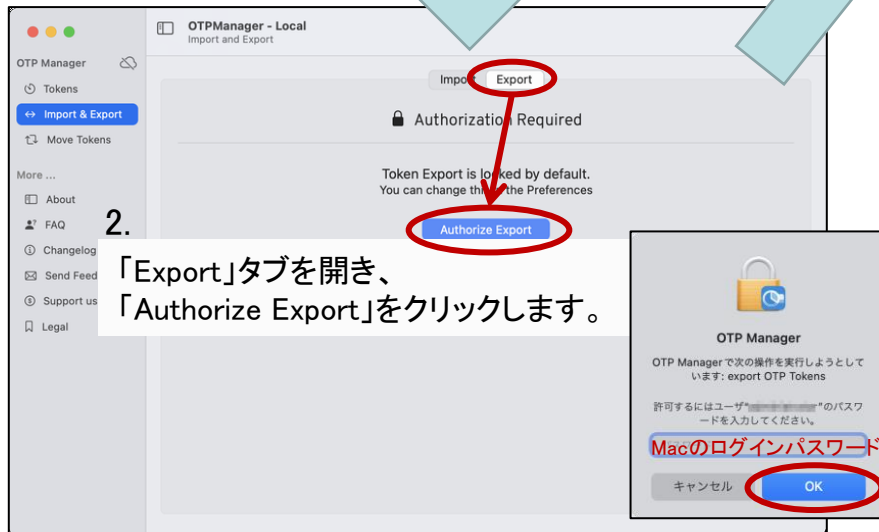 OTPManager - Local
Import and Export
OTP Manager
Tokens
Import & Export
Move Tokens
More ...
About
FAQ
Changelog
Send Feed
Support us
Legal
Import Export
Authorization Required
Token Export is locked by default.
You can change this the Preferences
Authorize Export
2.
「Export」タブを開き、
「Authorize Export」をクリックします。
OTP Manager
OTP Managerで次の操作を実行しようとして
います: export OTP Tokens
許可するにはユーザ" "のパスワ
ードを入力してください。
Macのログインパスワード
キャンセル OK